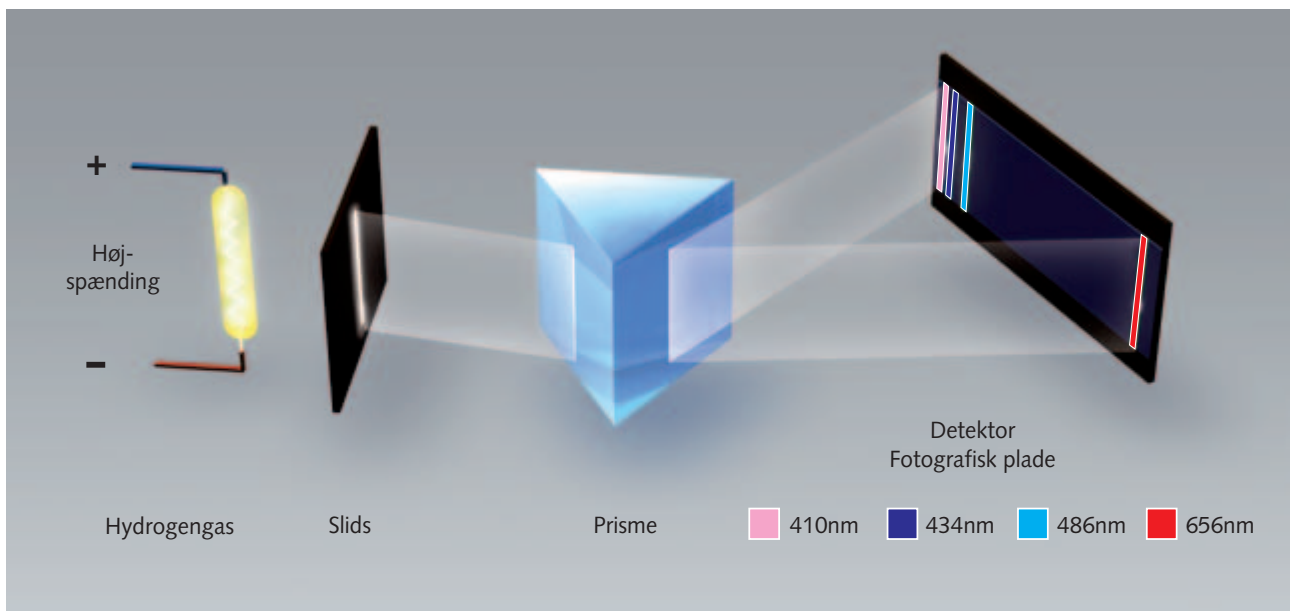 +
Høj-
spænding
–
Detektor
Fotografisk plade
Hydrogengas
Slids
Prisme
410nm
434nm
486nm
656nm